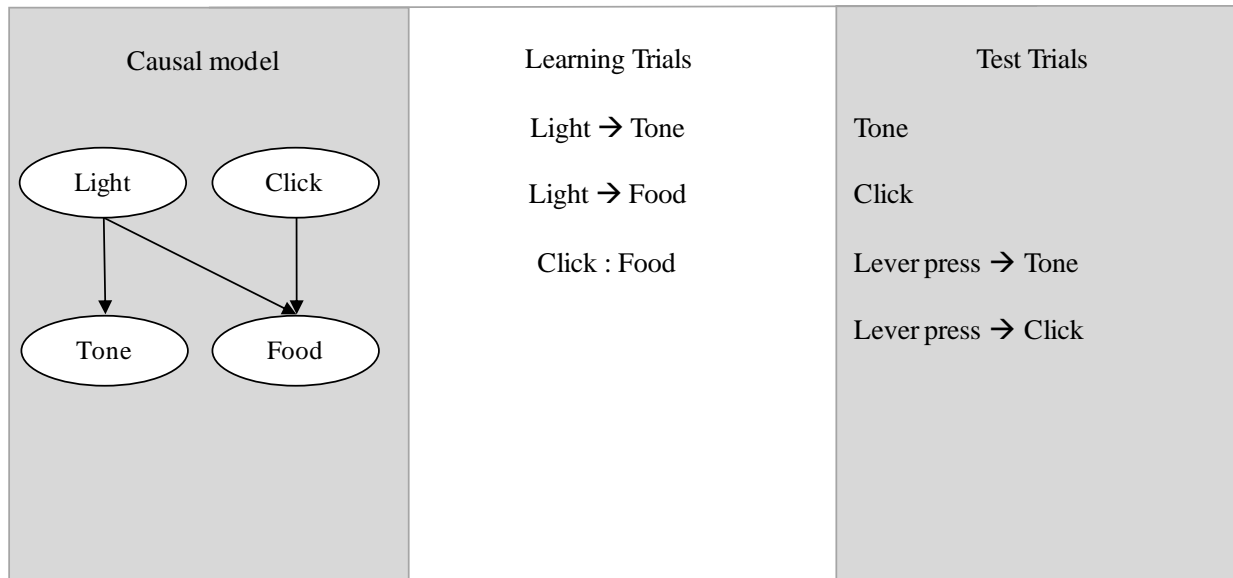 Causal model
Light
Click
Tone
Food
Learning Trials
Light → Tone
Light → Food
Click : Food
Test Trials
Tone
Click
Lever press → Tone
Lever press → Click